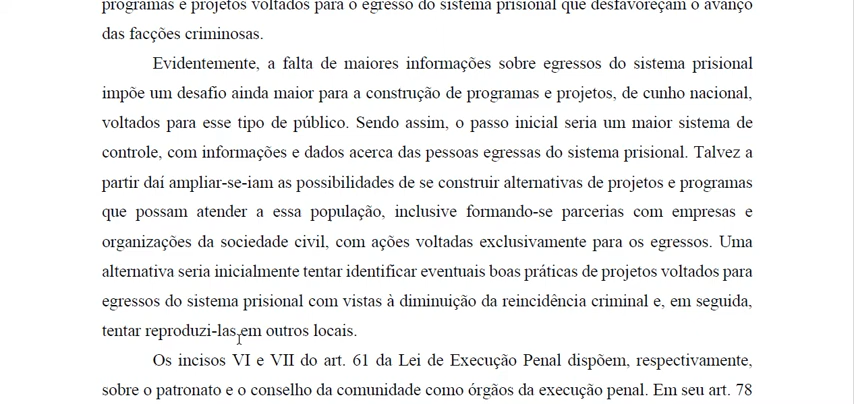 programas e projetos voltados para o egresso do sistema prisional que desfavoreçam o avanço
das facções criminosas.
Evidentemente, a falta de maiores informações sobre egressos do sistema prisional
impõe um desafio ainda maior para a construção de programas e projetos, de cunho nacional,
voltados para esse tipo de público. Sendo assim, o passo inicial seria um maior sistema de
controle, com informações e dados acerca das pessoas egressas do sistema prisional. Talvez a
partir daí ampliar-se-iam as possibilidades de se construir alternativas de projetos e programas
que possam atender a essa população, inclusive formando-se parcerias com empresas e
organizações da sociedade civil, com ações voltadas exclusivamente para os egressos. Uma
alternativa seria inicialmente tentar identificar eventuais boas práticas de projetos voltados para
egressos do sistema prisional com vistas à diminuição da reincidência criminal e, em seguida,
tentar reproduzi-las em outros locais.
Os incisos VI e VII do art. 61 da Lei de Execução Penal dispõem, respectivamente,
sobre o patronato e o conselho da comunidade como órgãos da execução penal. Em seu art. 78